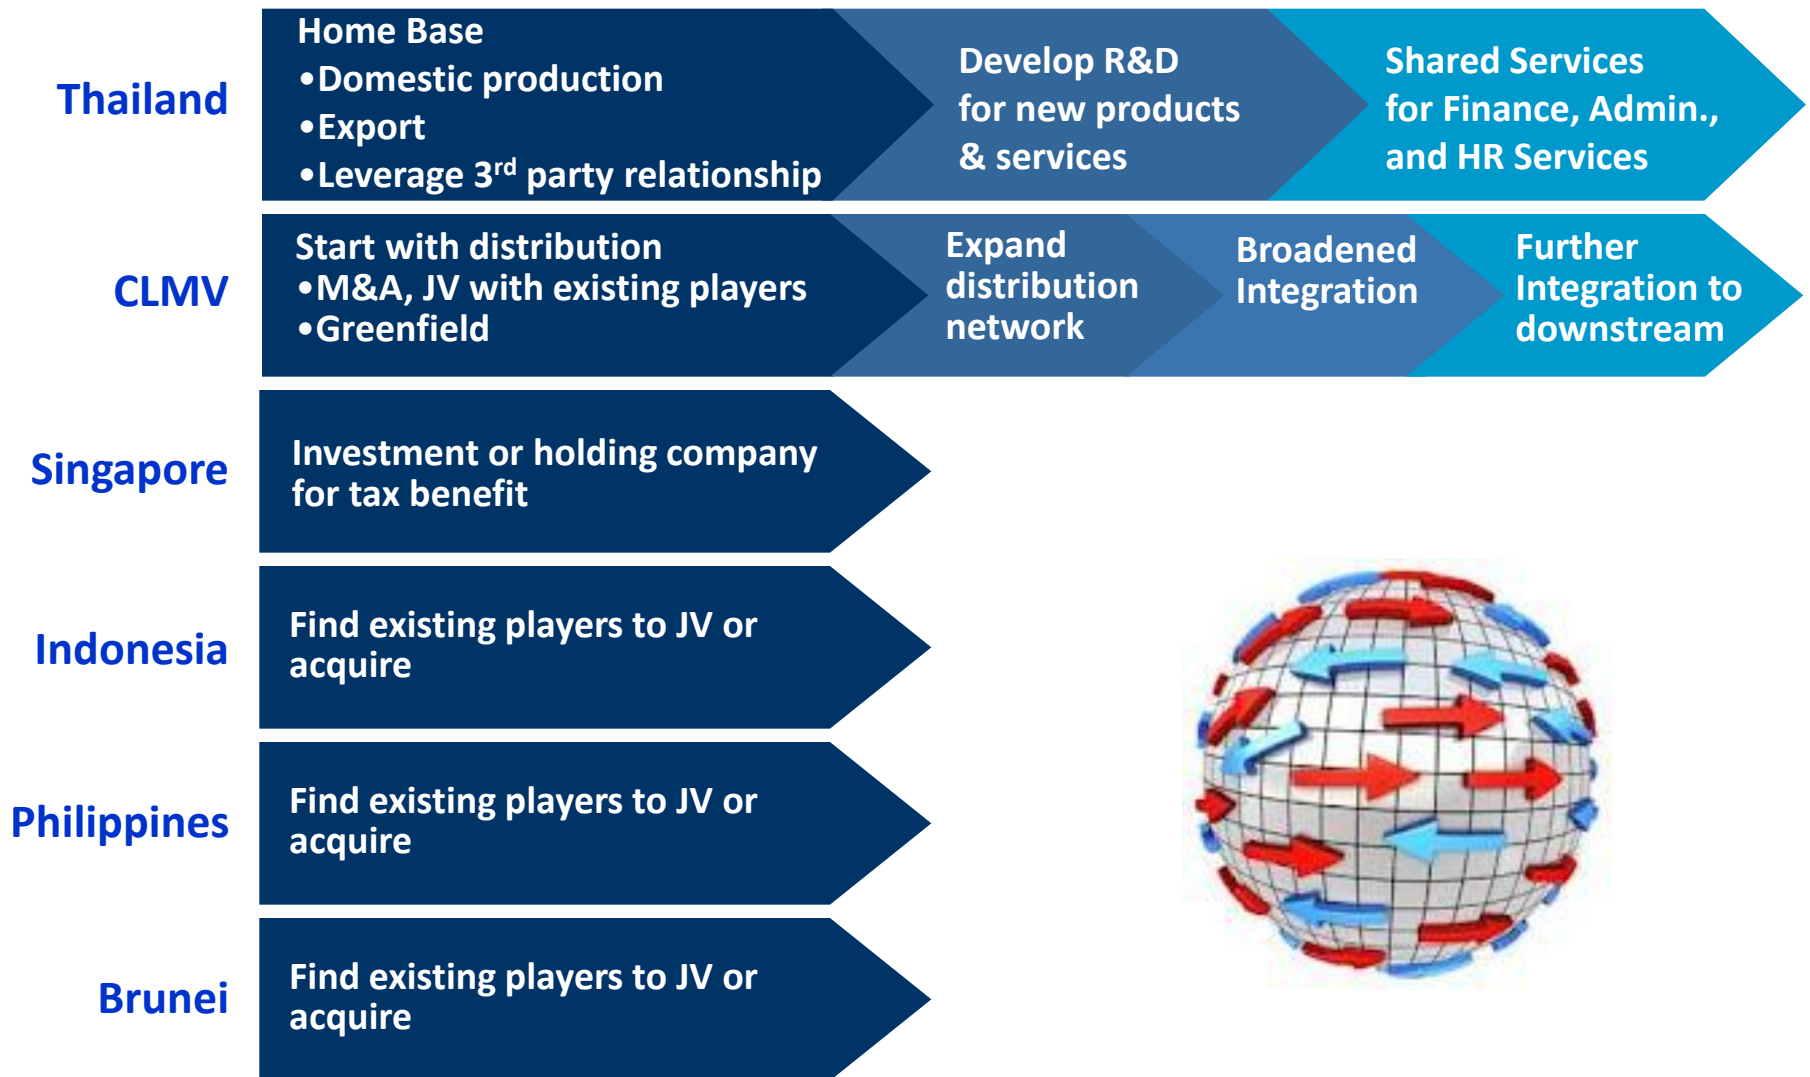 Thailand
Home Base
•Domestic production
•Export
•Leverage 3rd party relationship
Develop R&D
for new products
& services
Shared Services
for Finance, Admin.,
and HR Services
CLMV
Start with distribution
•M&A, JV with existing players
•Greenfield
Expand
distribution
network
Broadened
Integration
Further
Integration to
downstream
Singapore
Investment or holding company
for tax benefit
Indonesia
Find existing players to JV or
acquire
Philippines
Find existing players to JV or
acquire
Brunei
Find existing players to JV or
acquire